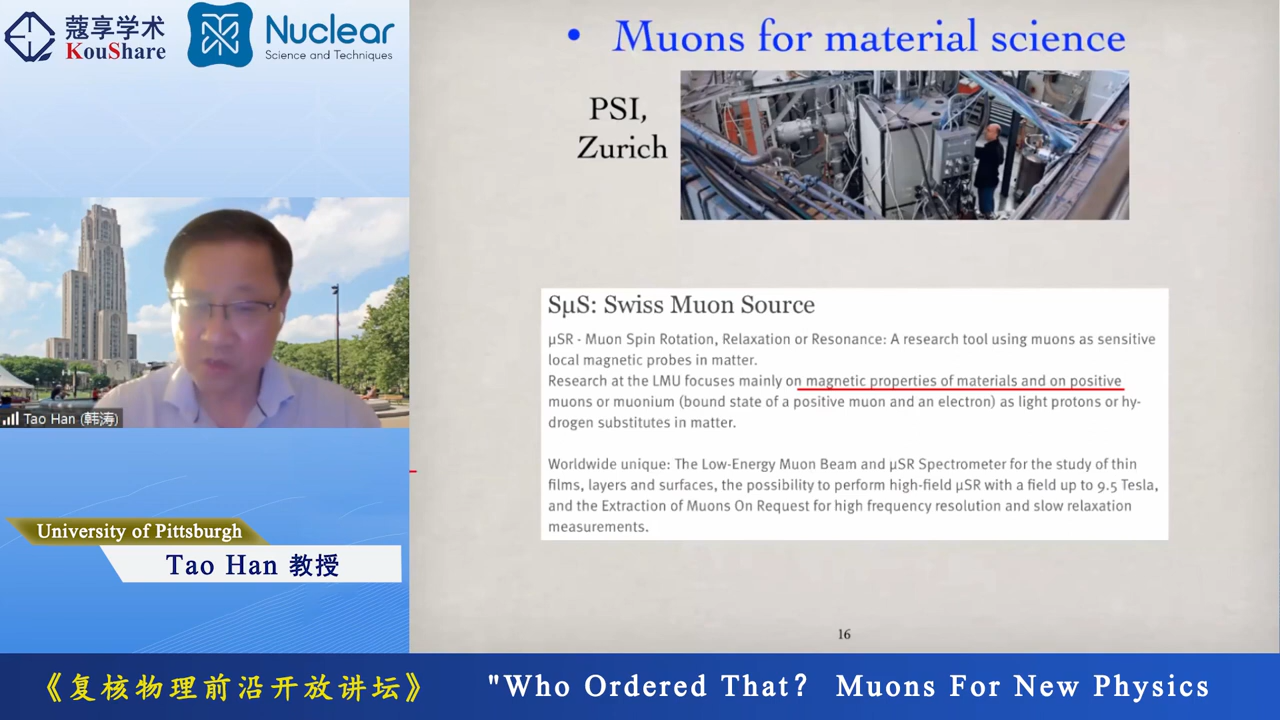 蔻享学术
KouShare
Nuclear
Science and Techniques
Tao Han (韩涛)
University of Pittsburgh
Tao Han 教授
• Muons for material science
PSI,
Zurich
SμS: Swiss Muon Source
μSR - Muon Spin Rotation, Relaxation or Resonance: A research tool using muons as sensitive
local magnetic probes in matter.
Research at the LMU focuses mainly on magnetic properties of materials and on positive
muons or muonium (bound state of a positive muon and an electron) as light protons or hy-
drogen substitutes in matter.
Worldwide unique: The Low-Energy Muon Beam and μSR Spectrometer for the study of thin
films, layers and surfaces, the possibility to perform high-field μSR with a field up to 9.5 Tesla,
and the Extraction of Muons On Request for high frequency resolution and slow relaxation
measurements.
16
《复核物理前沿开放讲坛》
"Who Ordered That? Muons For New Physics